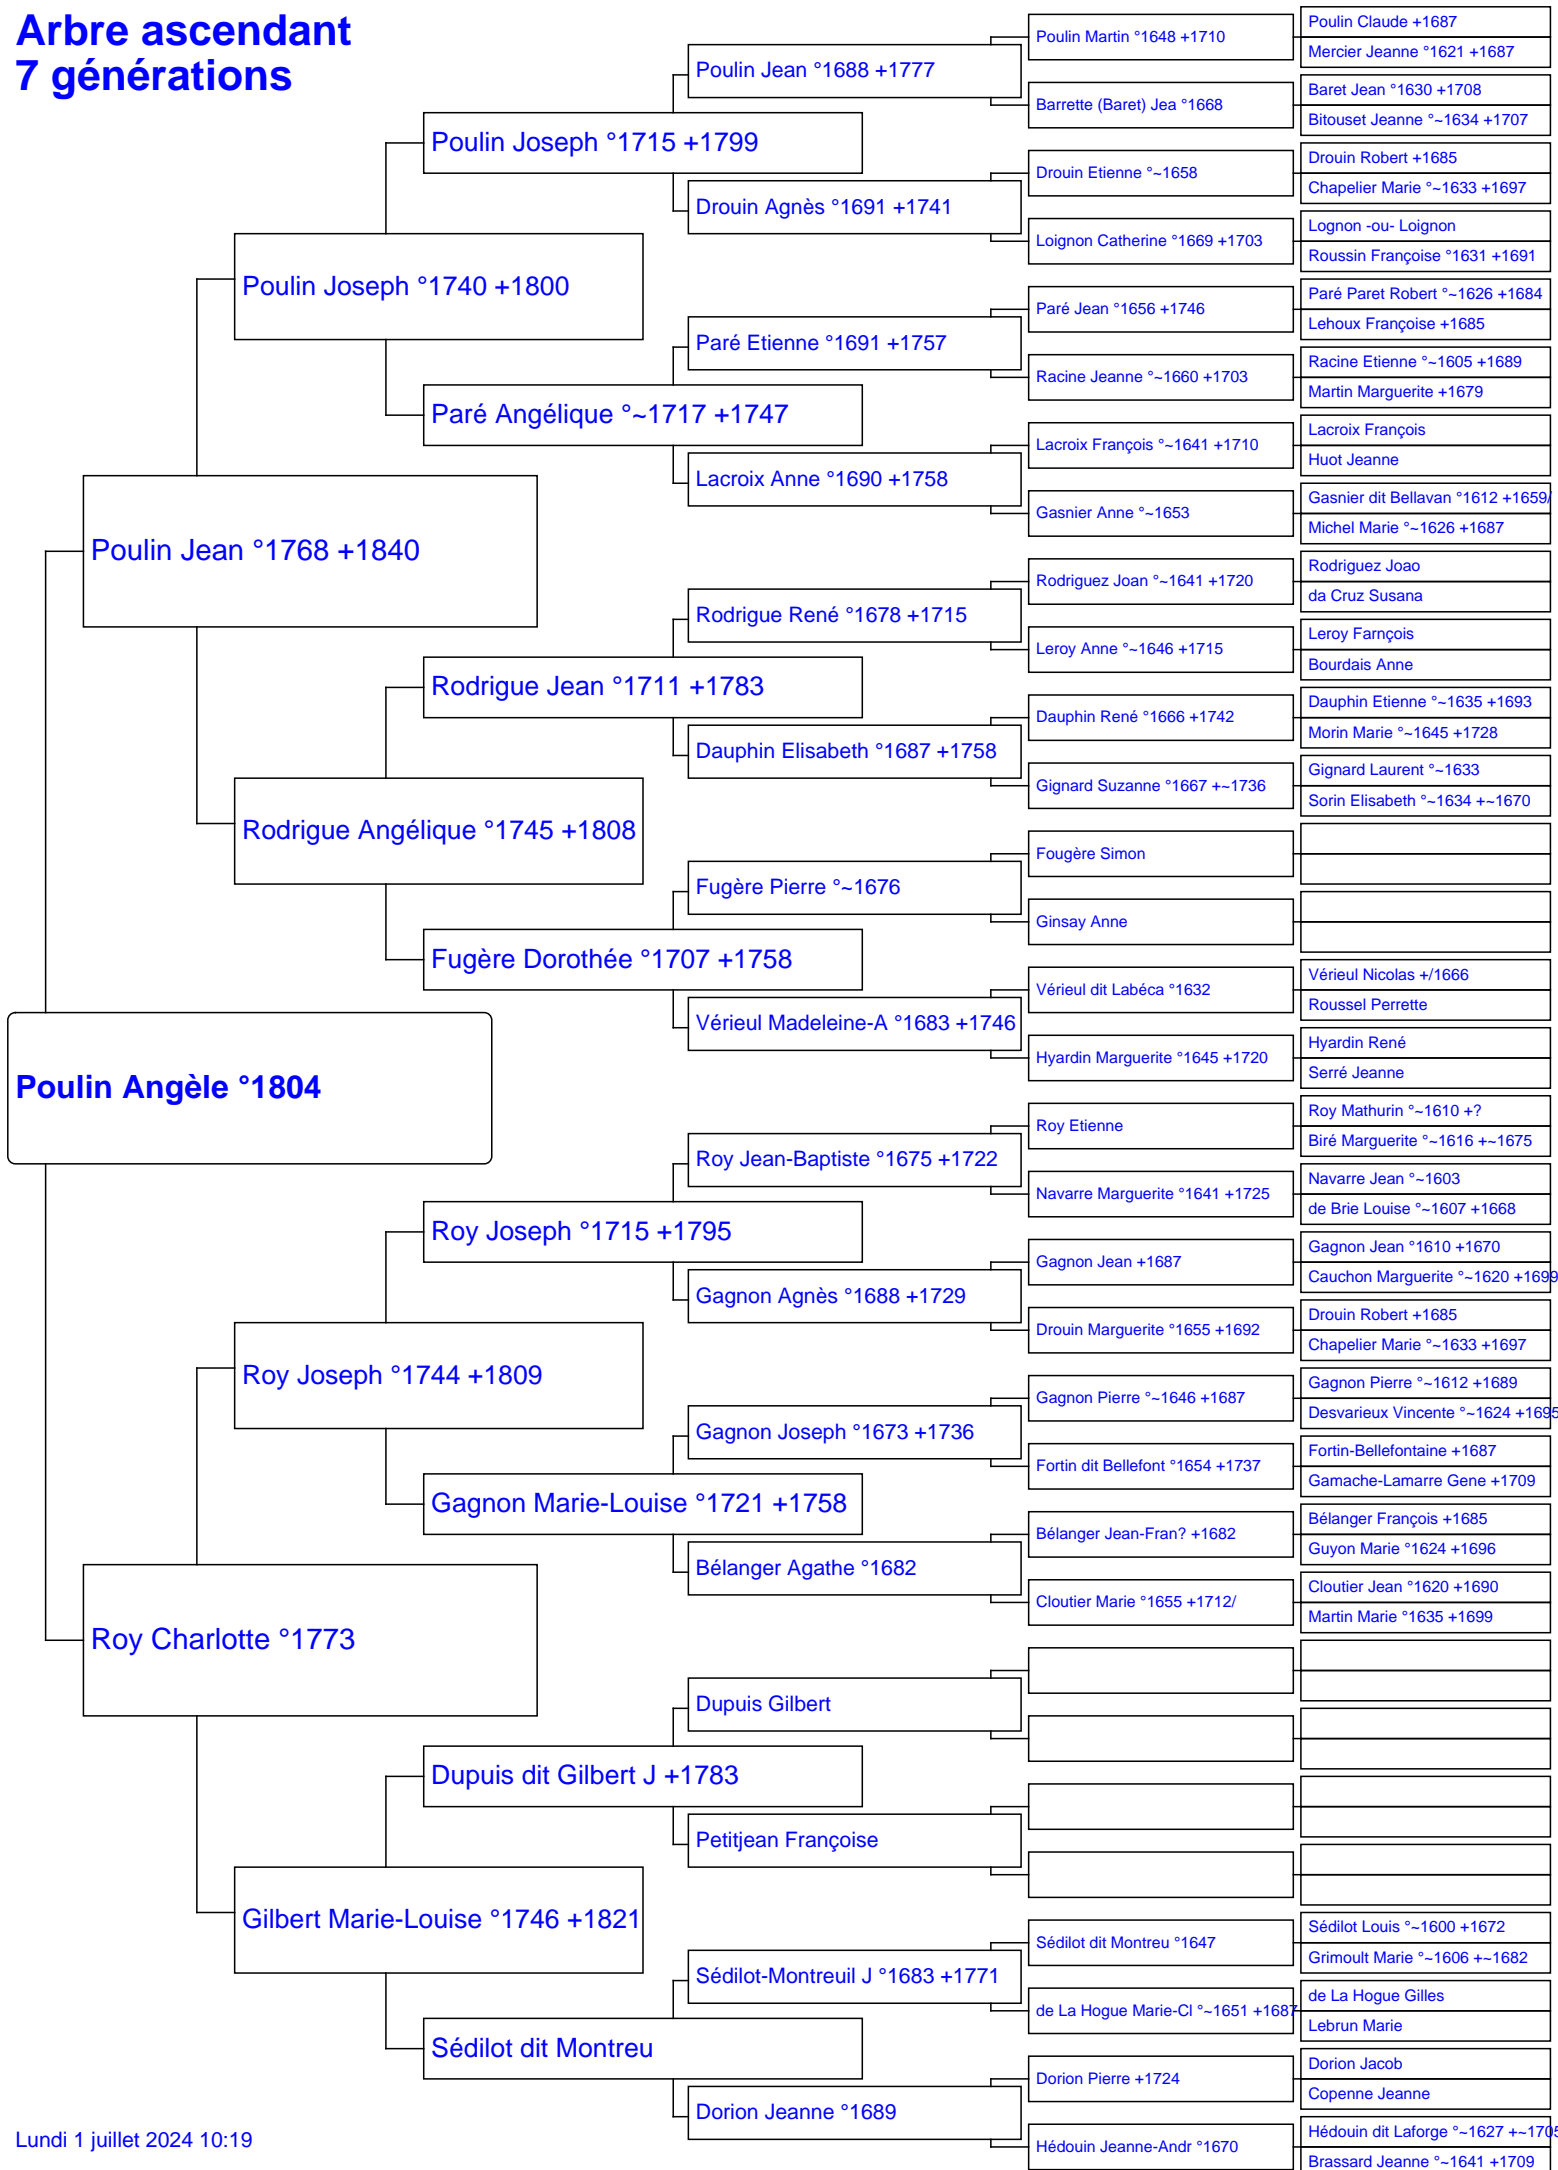 Arbre ascendant
7 générations
Poulin Angèle °1804
Poulin Jean °1768 +1840
Roy Charlotte °1773
Poulin Joseph °1740 +1800
Rodrigue Angélique °1745 +1808
Roy Joseph °1744 +1809
Gilbert Marie-Louise °1746 +1821
Poulin Joseph °1715 +1799
Paré Angélique °~1717 +1747
Rodrigue Jean °1711 +1783
Fugère Dorothée °1707 +1758
Roy Joseph °1715 +1795
Gagnon Marie-Louise °1721 +1758
Dupuis dit Gilbert J +1783
Sédilot dit Montreu
Poulin Jean °1688 +1777
Drouin Agnès °1691 +1741
Paré Etienne °1691 +1757
Lacroix Anne °1690 +1758
Rodrigue René °1678 +1715
Dauphin Elisabeth °1687 +1758
Fugère Pierre °~1676
Vérieul Madeleine-A °1683 +1746
Roy Jean-Baptiste °1675 +1722
Gagnon Agnès °1688 +1729
Gagnon Joseph °1673 +1736
Bélanger Agathe °1682
Dupuis Gilbert
Petitjean Françoise
Sédilot-Montreuil J °1683 +1771
Dorion Jeanne °1689
Poulin Martin °1648 +1710
Barrette (Baret) Jea °1668
Drouin Etienne °~1658
Loignon Catherine °1669 +1703
Paré Jean °1656 +1746
Racine Jeanne °~1660 +1703
Lacroix François °~1641 +1710
Gasnier Anne °~1653
Rodriguez Joan °~1641 +1720
Leroy Anne °~1646 +1715
Dauphin René °1666 +1742
Gignard Suzanne °1667 +~1736
Fougère Simon
Ginsay Anne
Vérieul dit Labéca °1632
Hyardin Marguerite °1645 +1720
Roy Etienne
Navarre Marguerite °1641 +1725
Gagnon Jean +1687
Drouin Marguerite °1655 +1692
Gagnon Pierre °~1646 +1687
Fortin dit Bellefont °1654 +1737
Bélanger Jean-Fran? +1682
Cloutier Marie °1655 +1712/
Sédilot dit Montreu °1647
de La Hogue Marie-Cl °~1651 +1687
Dorion Pierre +1724
Hédouin Jeanne-Andr °1670
Poulin Claude +1687
Mercier Jeanne °1621 +1687
Baret Jean °1630 +1708
Bitouset Jeanne °~1634 +1707
Drouin Robert +1685
Chapelier Marie °~1633 +1697
Lognon -ou- Loignon
Roussin Françoise °1631 +1691
Paré Paret Robert °~1626 +1684
Lehoux Françoise +1685
Racine Etienne °~1605 +1689
Martin Marguerite +1679
Lacroix François
Huot Jeanne
Gasnier dit Bellavan °1612 +1659/
Michel Marie °~1626 +1687
Rodriguez Joao
da Cruz Susana
Leroy Farnçois
Bourdais Anne
Dauphin Etienne °~1635 +1693
Morin Marie °~1645 +1728
Gignard Laurent °~1633
Sorin Elisabeth °~1634 +~1670
Vérieul Nicolas +/1666
Roussel Perrette
Hyardin René
Serré Jeanne
Roy Mathurin °~1610 +?
Biré Marguerite °~1616 +~1675
Navarre Jean °~1603
de Brie Louise °~1607 +1668
Gagnon Jean °1610 +1670
Cauchon Marguerite °~1620 +1699
Drouin Robert +1685
Chapelier Marie °~1633 +1697
Gagnon Pierre °~1612 +1689
Desvarieux Vincente °~1624 +1695
Fortin-Bellefontaine +1687
Gamache-Lamarre Gene +1709
Bélanger François +1685
Guyon Marie °1624 +1696
Cloutier Jean °1620 +1690
Martin Marie °1635 +1699
Sédilot Louis °~1600 +1672
Grimoult Marie °~1606 +~1682
de La Hogue Gilles
Lebrun Marie
Dorion Jacob
Copenne Jeanne
Hédouin dit Laforge °~1627 +~1705
Brassard Jeanne °~1641 +1709
Lundi 1 juillet 2024 10:19